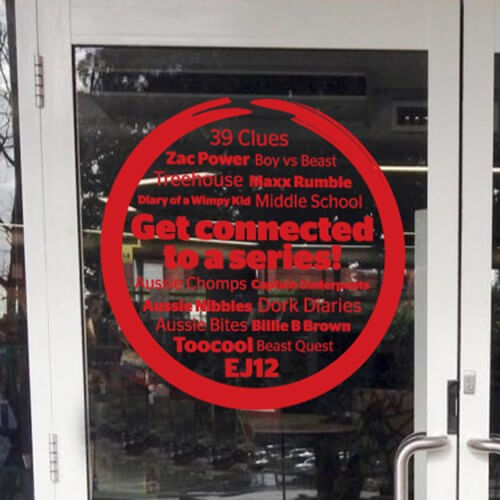 39 Clues
Zac Power Boy vs Beast
Treehouse Maxx Rumble
Diary of a Wimpy Kid Middle School
Get connected
to a series!
Aussie Chomps Captain Underpants
Aussie Nibbles Dork Diaries
Aussie Bites Billie B Brown
Toocool Beast Quest
EJ12